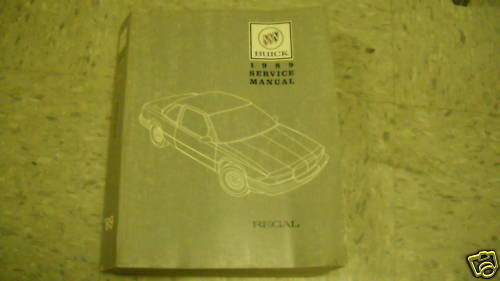 BUICK
1989
SERVICE
MANUAL
REGAL